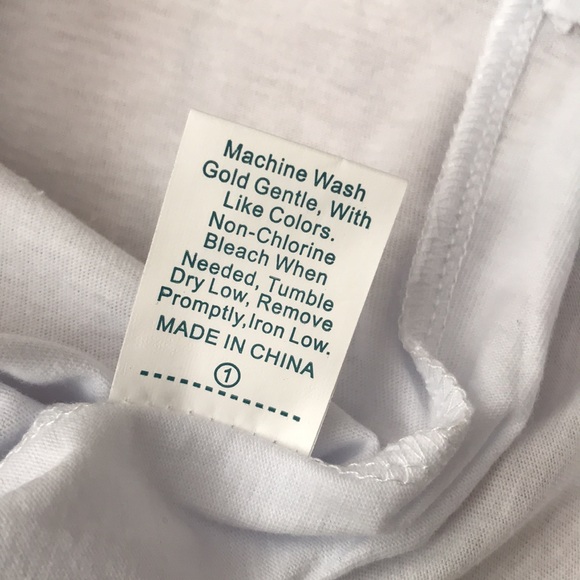 Machine Wash
Gold Gentle, With
Like Colors.
Non-Chlorine
Bleach When
Needed, Tumble
Dry Low, Remove
Promptly,Iron Low.
MADE IN CHINA
1